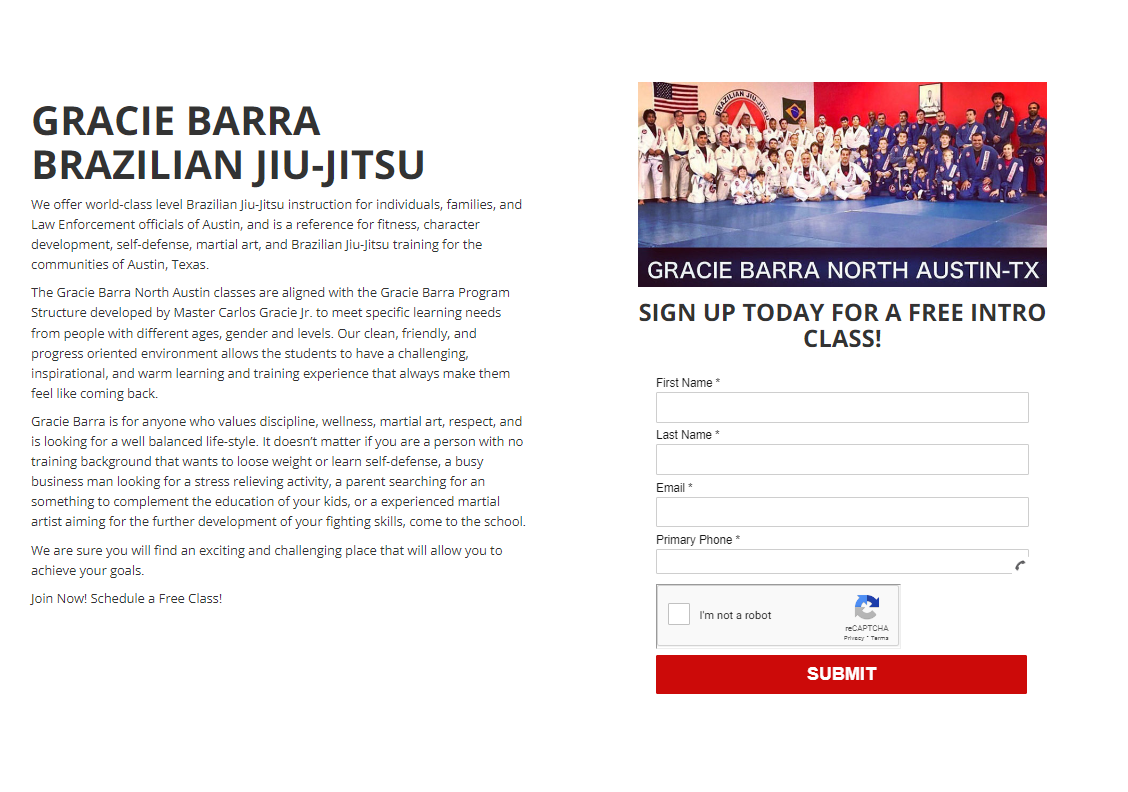 GRACIE BARRA
BRAZILIAN JIU-JITSU
We offer world-class level Brazilian Jiu-Jitsu instruction for individuals, families, and
Law Enforcement officials of Austin, and is a reference for fitness, character
development, self-defense, martial art, and Brazilian Jiu-Jitsu training for the
communities of Austin, Texas.
The Gracie Barra North Austin classes are aligned with the Gracie Barra Program
Structure developed by Master Carlos Gracie Jr. to meet specific learning needs
from people with different ages, gender and levels. Our clean, friendly, and
progress oriented environment allows the students to have a challenging,
inspirational, and warm learning and training experience that always make them
feel like coming back.
Gracie Barra is for anyone who values discipline, wellness, martial art, respect, and
is looking for a well balanced life-style. It doesn’t matter if you are a person with no
training background that wants to loose weight or learn self-defense, a busy
business man looking for a stress relieving activity, a parent searching for an
something to complement the education of your kids, or a experienced martial
artist aiming for the further development of your fighting skills, come to the school.
We are sure you will find an exciting and challenging place that will allow you to
achieve your goals.
Join Now! Schedule a Free Class!
BRAZILIAN JIU-JITSU
GRACIE BARRA NORTH AUSTIN-TX
SIGN UP TODAY FOR A FREE INTRO
CLASS!
First Name *
Last Name *
Email *
Primary Phone *
I'm not a robot
reCAPTCHA
Privacy * Terms
SUBMIT